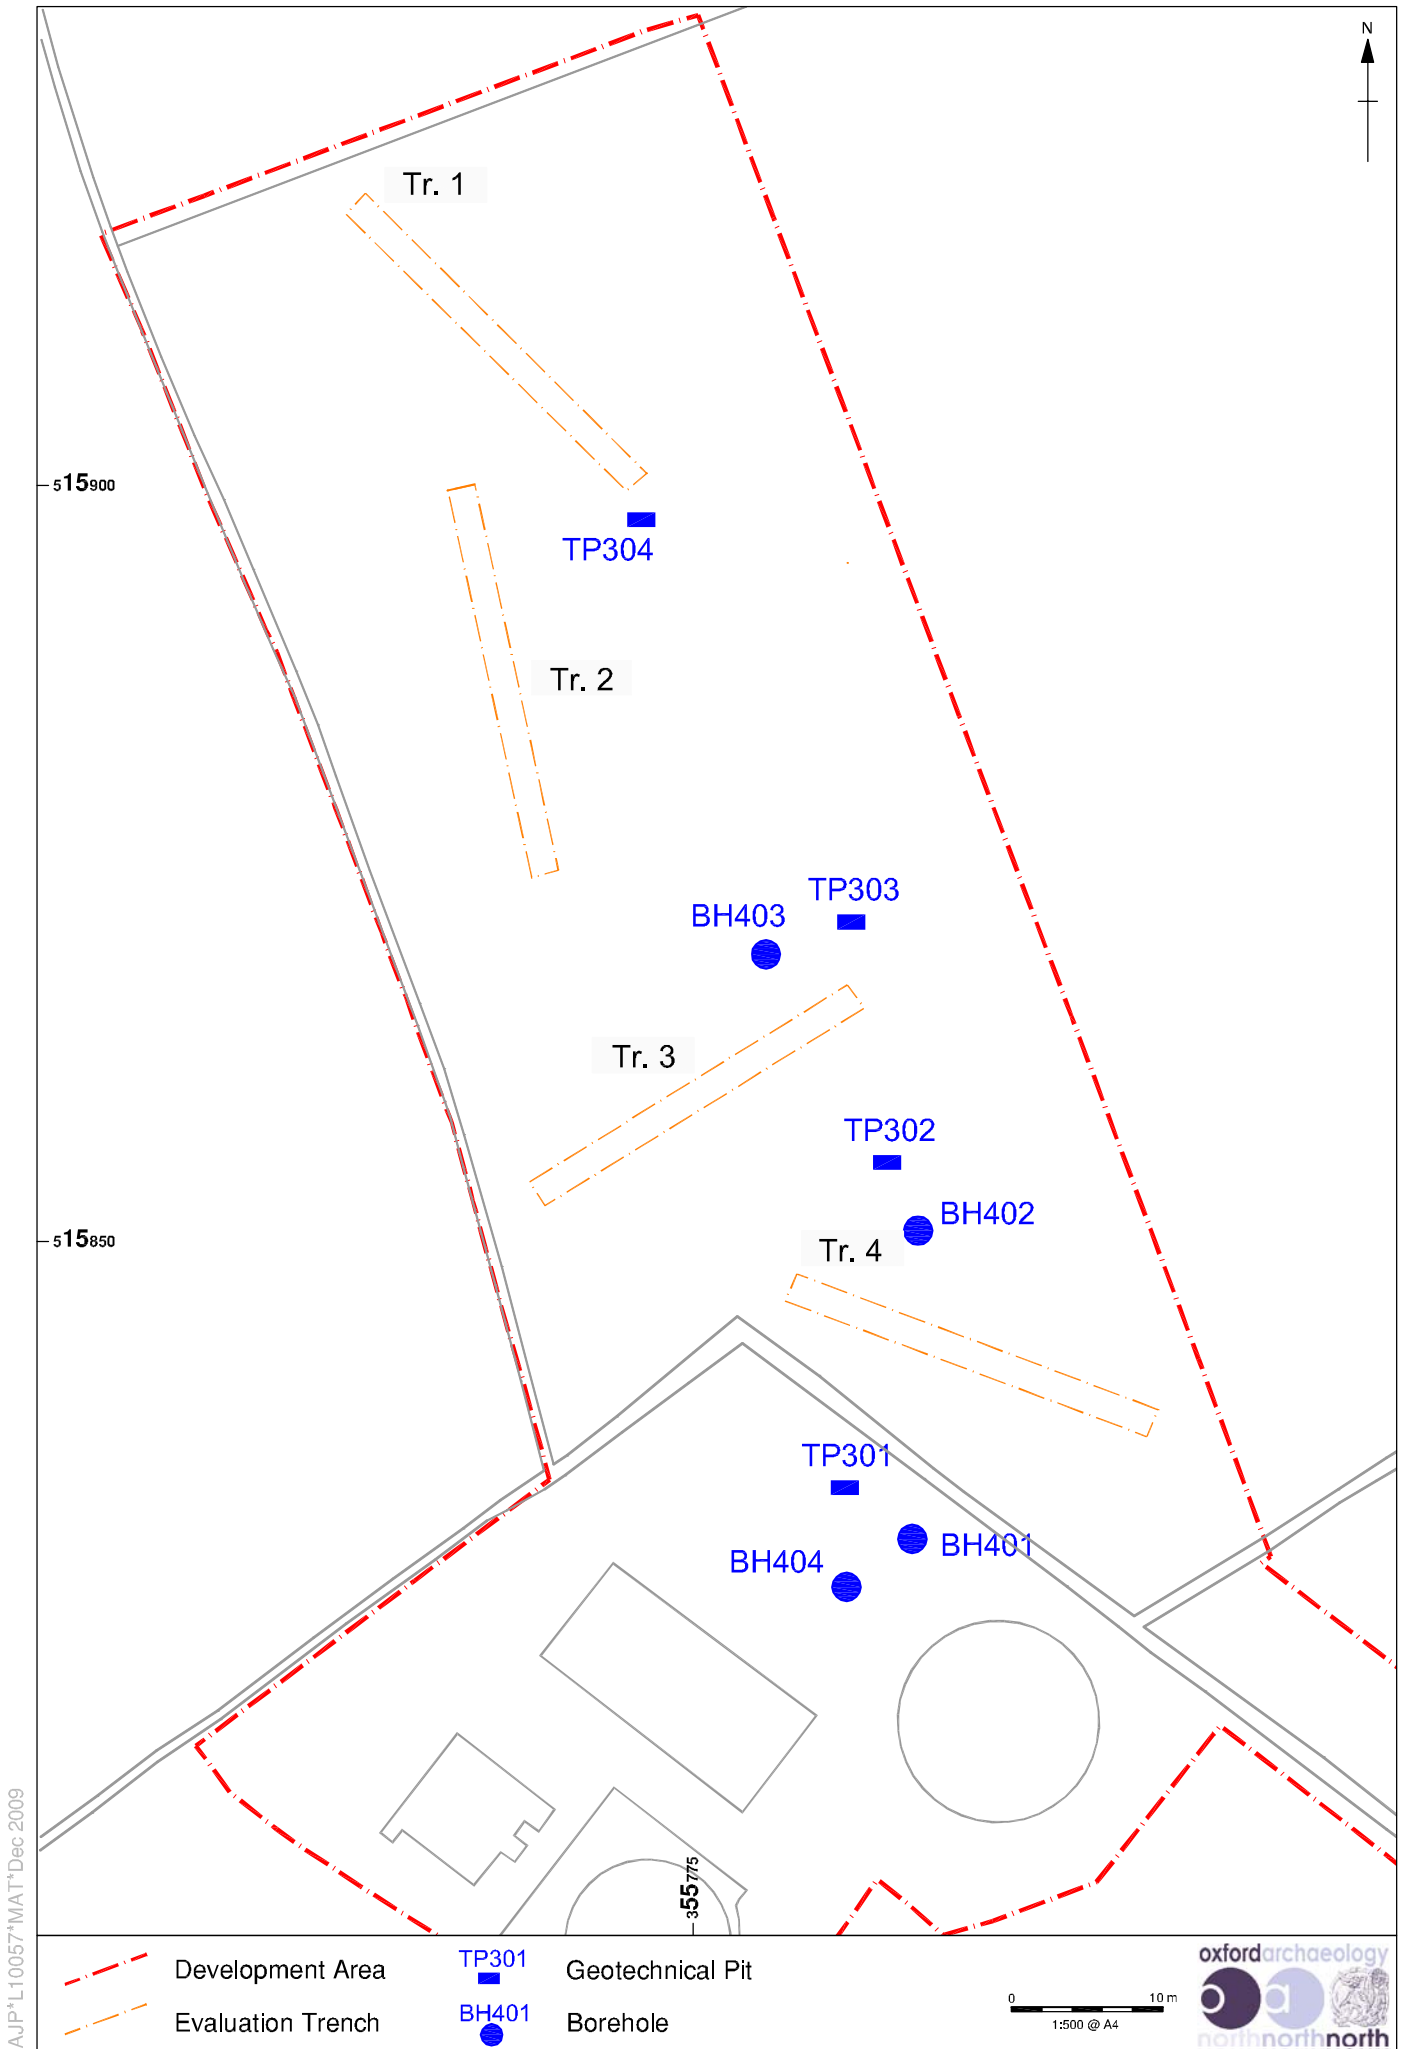 N
Tr. 1
515900
TP304
Tr. 2
TP303
BH403
Tr. 3
TP302
BH402
515850
Tr. 4
TP301
BH401
BH404
355775
AJP*L10057*MAT*Dec 2009
Development Area
TP301
Geotechnical Pit
Evaluation Trench
BH401
Borehole
0 10 m
1:500 @ A4
oxfordarchaeology
o a
northnorthnorth